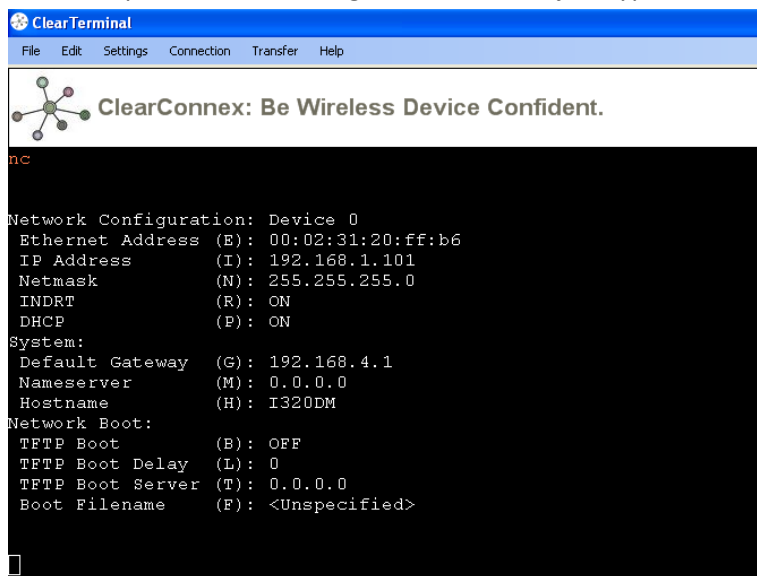 ClearTerminal
File Edit Settings Connection Transfer Help
ClearConnex: Be Wireless Device Confident.
nc
Network Configuration: Device 0
Ethernet Address (E): 00:02:31:20:ff:b6
IP Address (I): 192.168.1.101
Netmask (N): 255.255.255.0
INDRT (R): ON
DHCP (P): ON
System:
Default Gateway (G): 192.168.4.1
Nameserver (M): 0.0.0.0
Hostname (H): I320DM
Network Boot:
TFTP Boot (B): OFF
TFTP Boot Delay (L): 0
TFTP Boot Server (T): 0.0.0.0
Boot Filename (F): <Unspecified>